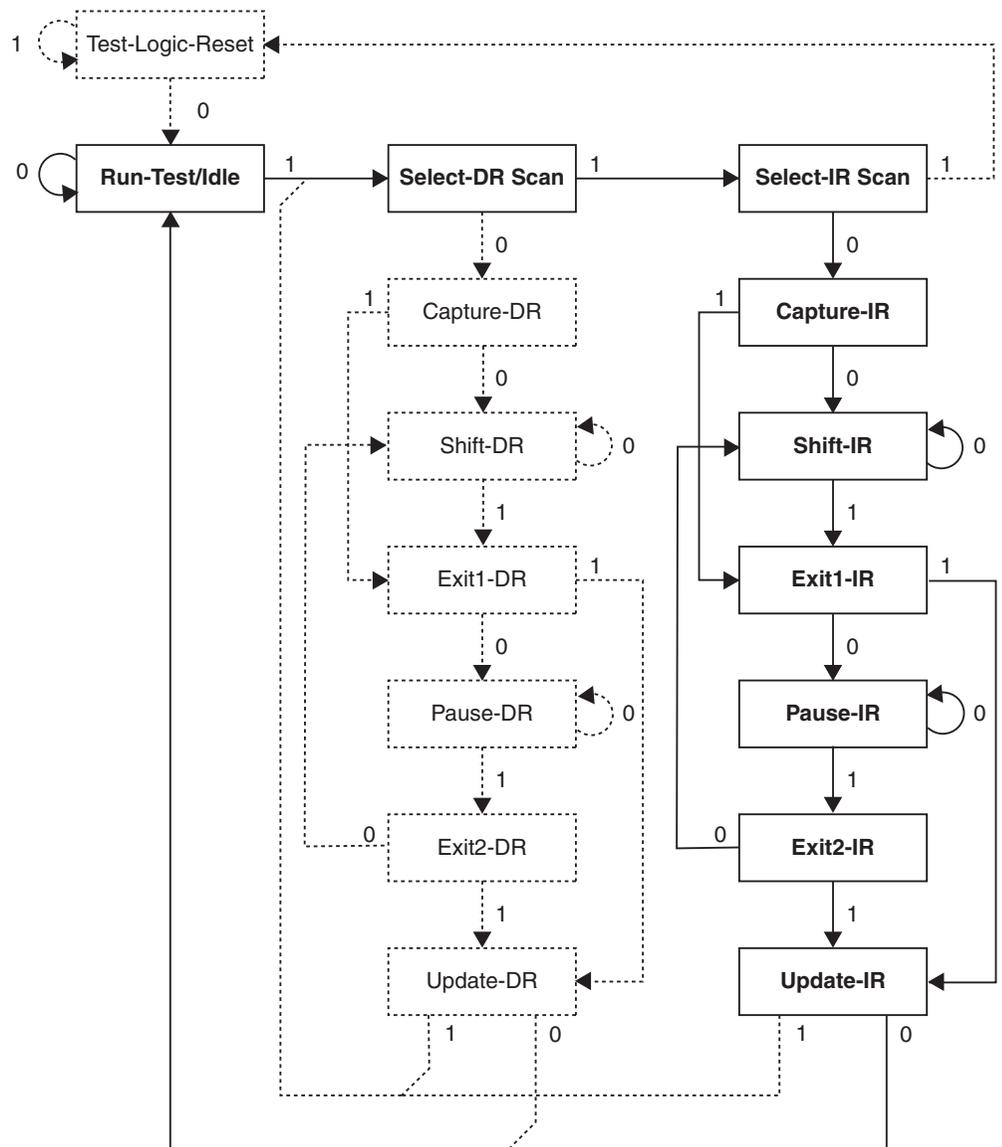 1
Test-Logic-Reset
0
0
Run-Test/Idle
1
Select-DR Scan
1
Select-IR Scan
1
0
0
1
Capture-DR
1
Capture-IR
0
0
Shift-DR
0
Shift-IR
0
1
1
Exit1-DR
1
Exit1-IR
1
0
0
Pause-DR
0
Pause-IR
0
1
1
0
Exit2-DR
0
Exit2-IR
1
1
Update-DR
Update-IR
1
0
1
0